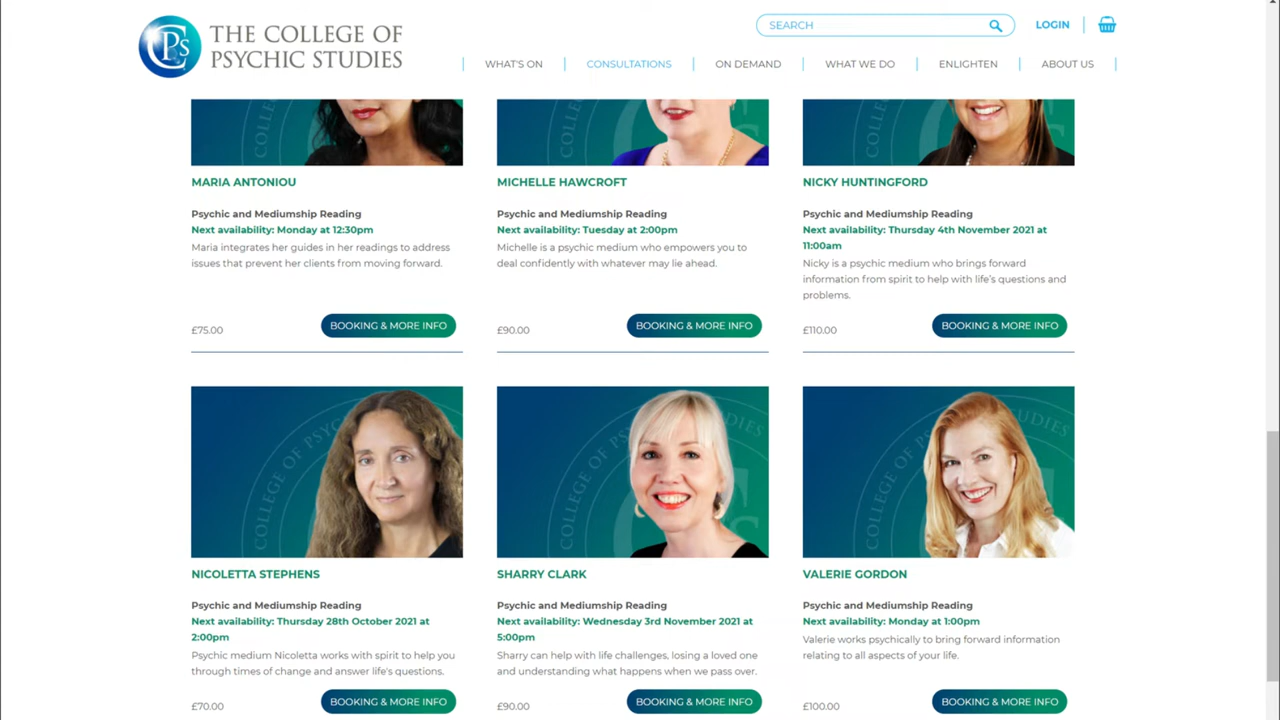 THE COLLEGE OF
PSYCHIC STUDIES
SEARCH
LOGIN
WHAT'S ON
CONSULTATIONS
ON DEMAND
WHAT WE DO
ENLIGHTEN
ABOUT US
MARIA ANTONIOU
Psychic and Mediumship Reading
Next availability: Monday at 12:30pm
Maria integrates her guides in her readings to address
issues that prevent her clients from moving forward.
£75.00
BOOKING & MORE INFO
MICHELLE HAWCROFT
Psychic and Mediumship Reading
Next availability: Tuesday at 2:00pm
Michelle is a psychic medium who empowers you to
deal confidently with whatever may lie ahead.
£90.00
BOOKING & MORE INFO
NICKY HUNTINGFORD
Psychic and Mediumship Reading
Next availability: Thursday 4th November 2021 at
11:00am
Nicky is a psychic medium who brings forward
information from spirit to help with life's questions and
problems.
£110.00
BOOKING & MORE INFO
NICOLETTA STEPHENS
Psychic and Mediumship Reading
Next availability: Thursday 28th October 2021 at
2:00pm
Psychic medium Nicoletta works with spirit to help you
through times of change and answer life's questions.
£70.00
BOOKING & MORE INFO
SHARRY CLARK
Psychic and Mediumship Reading
Next availability: Wednesday 3rd November 2021 at
5:00pm
Sharry can help with life challenges, losing a loved one
and understanding what happens when we pass over.
£90.00
BOOKING & MORE INFO
VALERIE GORDON
Psychic and Mediumship Reading
Next availability: Monday at 1:00pm
Valerie works psychically to bring forward information
relating to all aspects of your life.
£100.00
BOOKING & MORE INFO